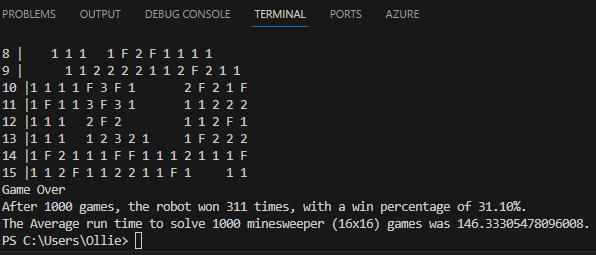 PROBLEMS OUTPUT DEBUG CONSOLE TERMINAL PORTS AZURE
8 |    1 1 1   1 F 2 F 1 1 1 1
9 |      1 1 2 2 2 2 1 1 2 F 2 1 1
10 |1 1 1 1 F 3 F 1       2 F 2 1 F
11 |1 F 1 1 3 F 3 1       1 1 2 2 2
12 |1 1 1   2 F 2         1 1 2 F 1
13 |1 1 1   1 2 3 2 1     1 F 2 2 2
14 |1 F 2 1 1 1 F F 1 1 1 2 1 1 1 F
15 |1 1 2 F 1 1 2 2 1 1 F 1     1 1
Game Over
After 1000 games, the robot won 311 times, with a win percentage of 31.10%.
The Average run time to solve 1000 minesweeper (16x16) games was 146.33305478096008.
PS C:\Users\Ollie>